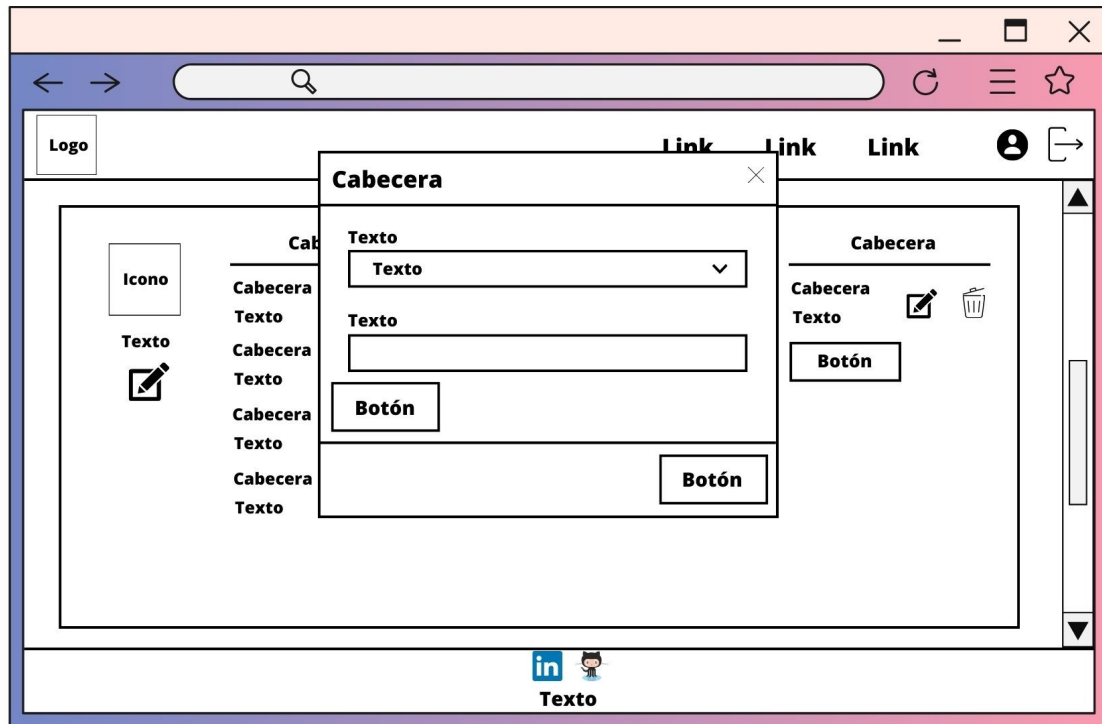 Logo
Link Link Link
Cabecera
Texto
Texto
Texto
Botón
Botón
Icono
Texto
Cab
Cabecera
Texto
Cabecera
Texto
Cabecera
Texto
Cabecera
Texto
Cabecera
Cabecera
Texto
Botón
in
Texto